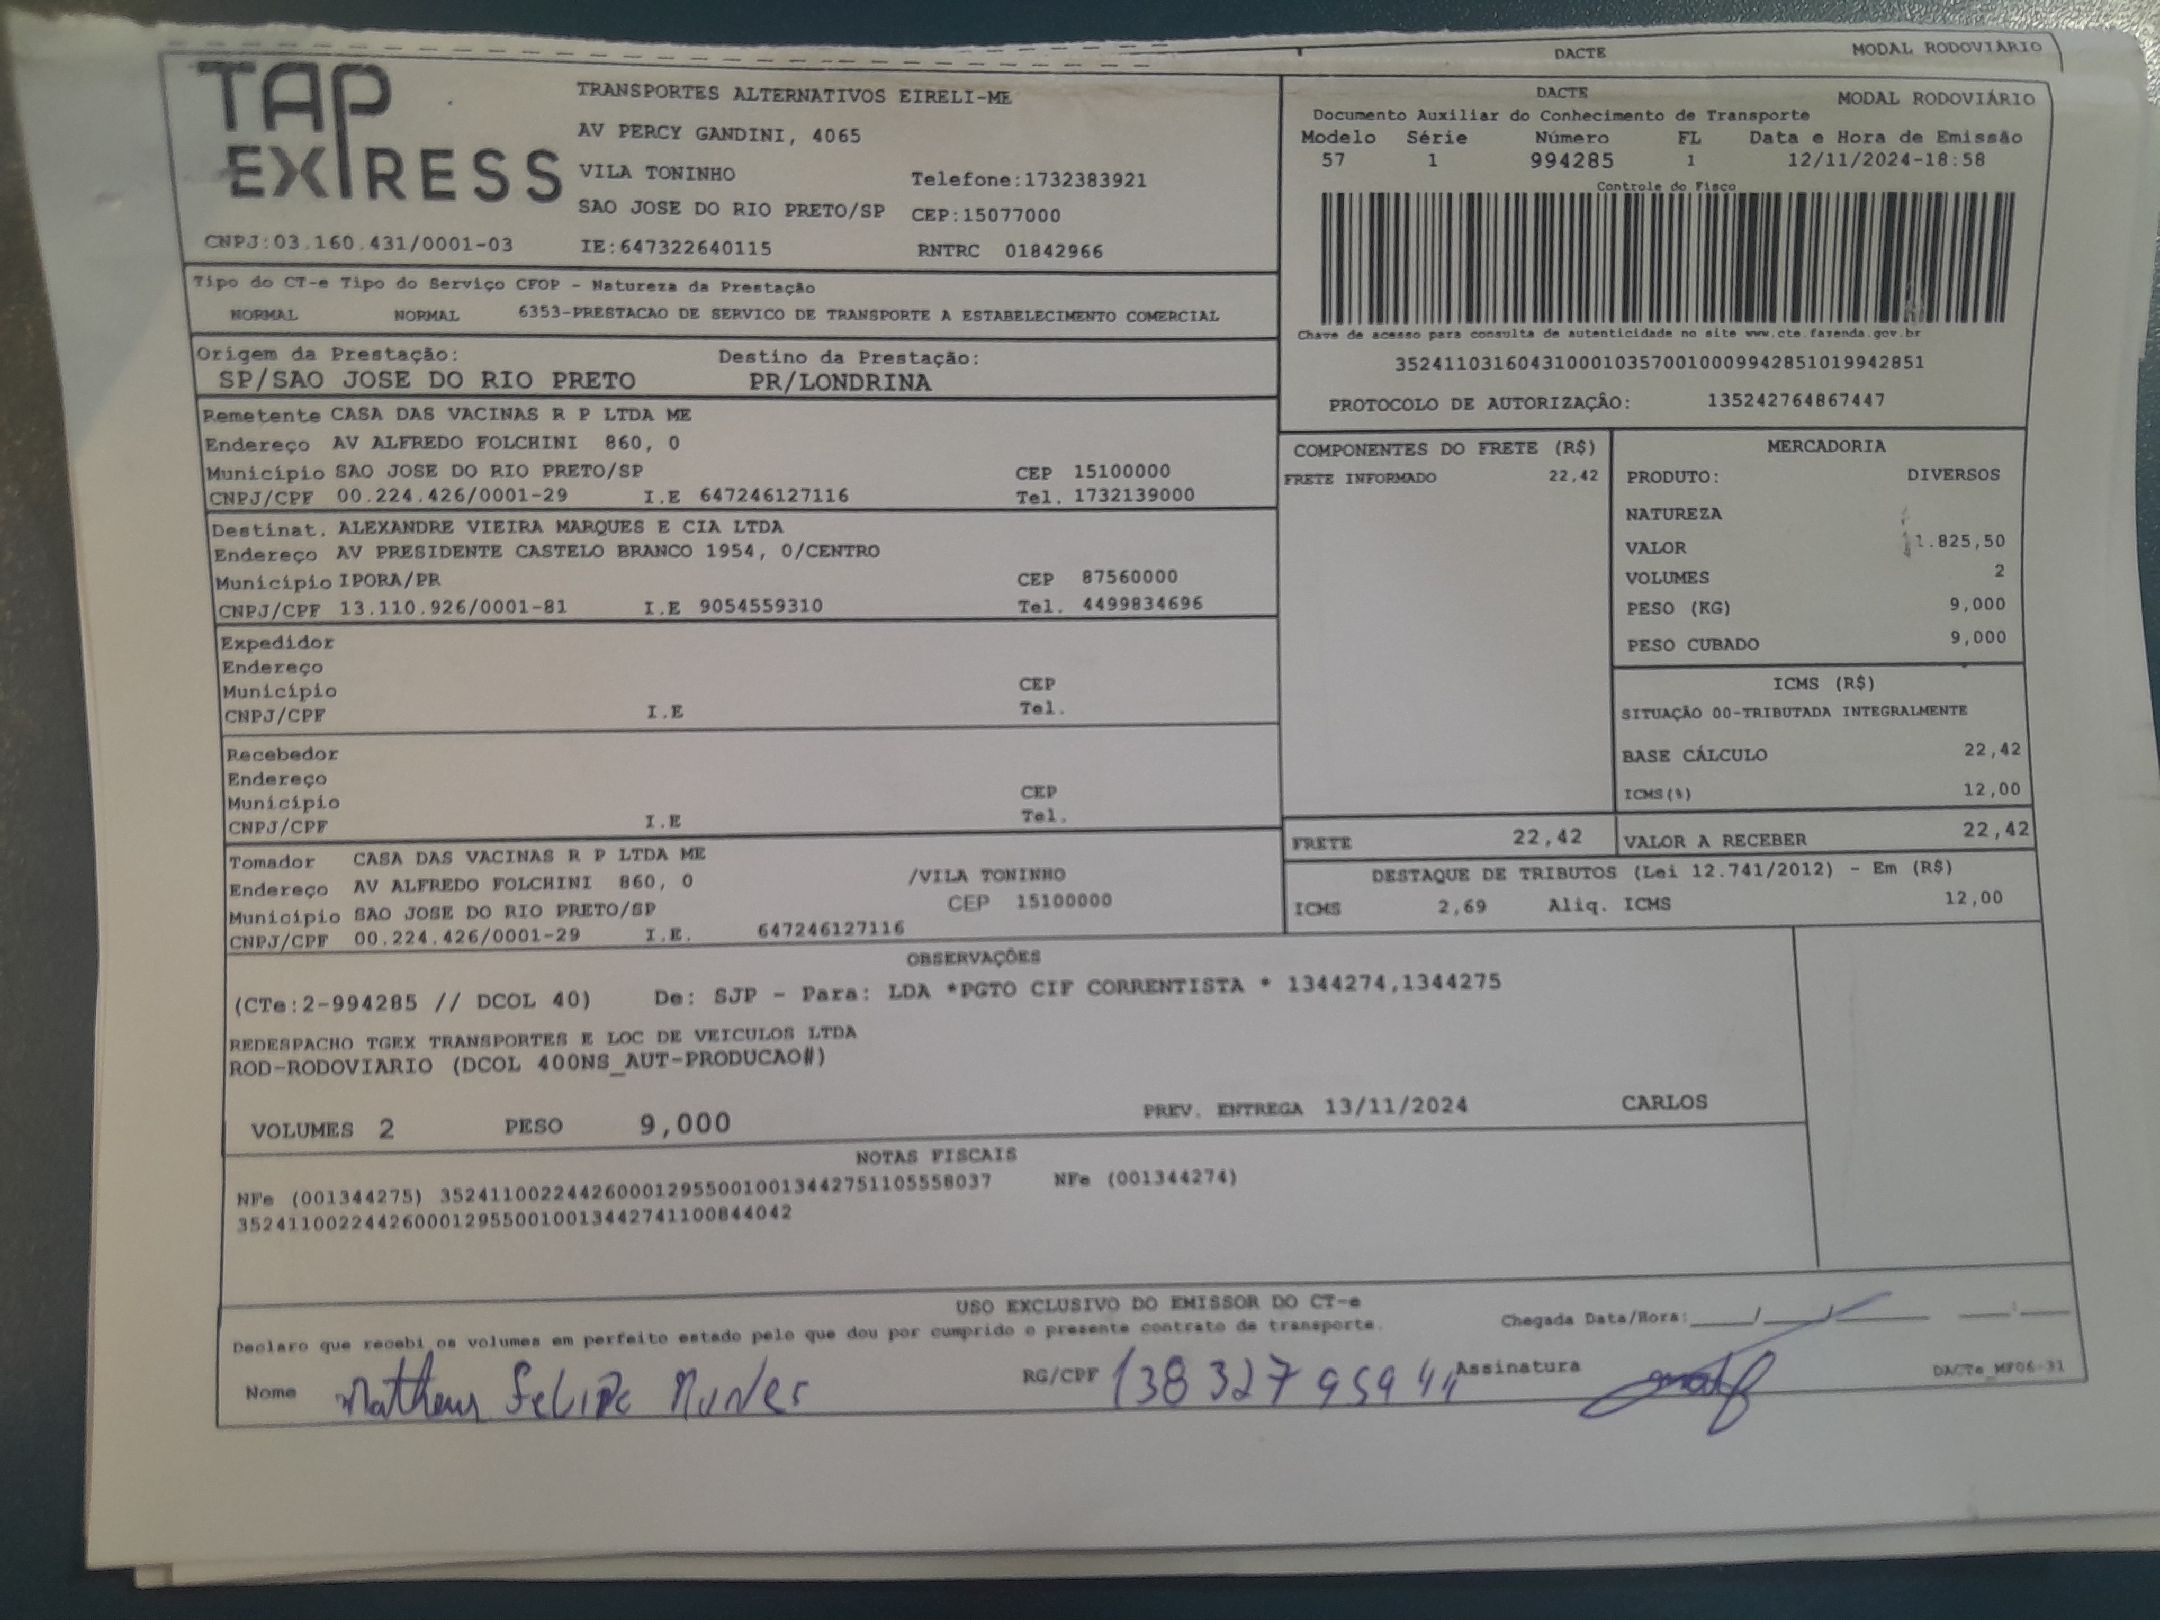 DACTE MODAL RODOVIÁRIO
TAP EXPRESS
TRANSPORTES ALTERNATIVOS EIRELI-ME
AV PERCY GANDINI, 4065
VILA TONINHO Telefone:1732383921
SAO JOSE DO RIO PRETO/SP CEP:15077000
CNPJ:03.160.431/0001-03 IE:647322640115 RNTRC 01842966
DACTE MODAL RODOVIÁRIO
Documento Auxiliar do Conhecimento de Transporte
Modelo Série Número FL Data e Hora de Emissão
57 1 994285 1 12/11/2024-18:58
Controle do Fisco
Chave de acesso para consulta de autenticidade no site www.cte.fazenda.gov.br
35241103160431000103570010009942851019942851
PROTOCOLO DE AUTORIZAÇÃO: 135242764867447
Tipo do CT-e Tipo do Serviço CFOP - Natureza da Prestação
NORMAL NORMAL 6353-PRESTACAO DE SERVICO DE TRANSPORTE A ESTABELECIMENTO COMERCIAL
Origem da Prestação: Destino da Prestação:
SP/SAO JOSE DO RIO PRETO PR/LONDRINA
Remetente CASA DAS VACINAS R P LTDA ME
Endereço AV ALFREDO FOLCHINI 860, 0
Município SAO JOSE DO RIO PRETO/SP CEP 15100000
CNPJ/CPF 00.224.426/0001-29 I.E 647246127116 Tel. 1732139000
Destinat. ALEXANDRE VIEIRA MARQUES E CIA LTDA
Endereço AV PRESIDENTE CASTELO BRANCO 1954, 0/CENTRO
Município IPORA/PR CEP 87560000
CNPJ/CPF 13.110.926/0001-81 I.E 9054559310 Tel. 4499834696
Expedidor
Endereço
Município CEP
CNPJ/CPF I.E Tel.
Recebedor
Endereço
Município CEP
CNPJ/CPF I.E Tel.
Tomador CASA DAS VACINAS R P LTDA ME
Endereço AV ALFREDO FOLCHINI 860, 0 /VILA TONINHO
Município SAO JOSE DO RIO PRETO/SP CEP 15100000
CNPJ/CPF 00.224.426/0001-29 I.E. 647246127116
COMPONENTES DO FRETE (R$)
FRETE INFORMADO 22,42
MERCADORIA
PRODUTO: DIVERSOS
NATUREZA
VALOR 1.825,50
VOLUMES 2
PESO (KG) 9,000
PESO CUBADO 9,000
ICMS (R$)
SITUAÇÃO 00-TRIBUTADA INTEGRALMENTE
BASE CÁLCULO 22,42
ICMS(%) 12,00
FRETE 22,42 VALOR A RECEBER 22,42
DESTAQUE DE TRIBUTOS (Lei 12.741/2012) - Em (R$)
ICMS 2,69 Aliq. ICMS 12,00
OBSERVAÇÕES
(CTe:2-994285 // DCOL 40) De: SJP - Para: LDA *PGTO CIF CORRENTISTA * 1344274,1344275
REDESPACHO TGEX TRANSPORTES E LOC DE VEICULOS LTDA
ROD-RODOVIARIO (DCOL 400NS_AUT-PRODUCAO#)
VOLUMES 2 PESO 9,000 PREV. ENTREGA 13/11/2024 CARLOS
NOTAS FISCAIS
NFe (001344275) 35241100224426000129550010013442751105558037 NFe (001344274)
35241100224426000129550010013442741100844042
USO EXCLUSIVO DO EMISSOR DO CT-e
Declaro que recebi os volumes em perfeito estado pelo que dou por cumprido o presente contrato de transporte. Chegada Data/Hora:____/____/______ ____:____
Nome Matheus Felipe Nunes RG/CPF 138 327 959 44 Assinatura DACTe_MF06-31